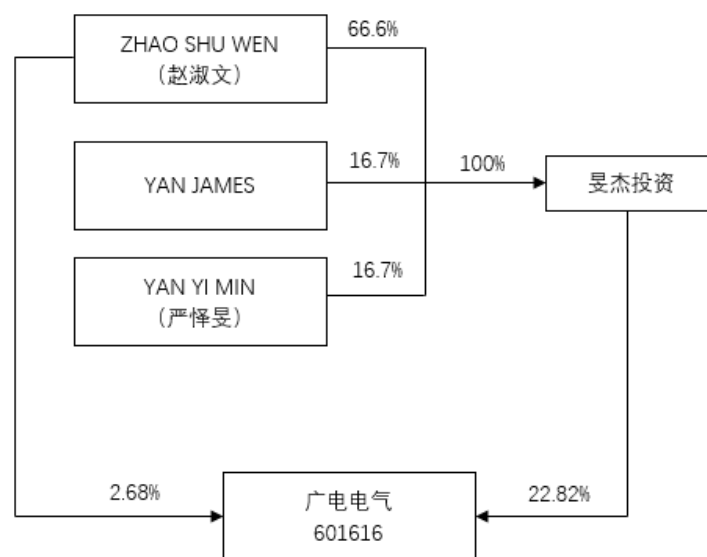 ZHAO SHU WEN
（赵淑文）
66.6%
YAN JAMES
16.7%
100%
旻杰投资
YAN YI MIN
（严怿旻）
16.7%
2.68%
广电电气
601616
22.82%